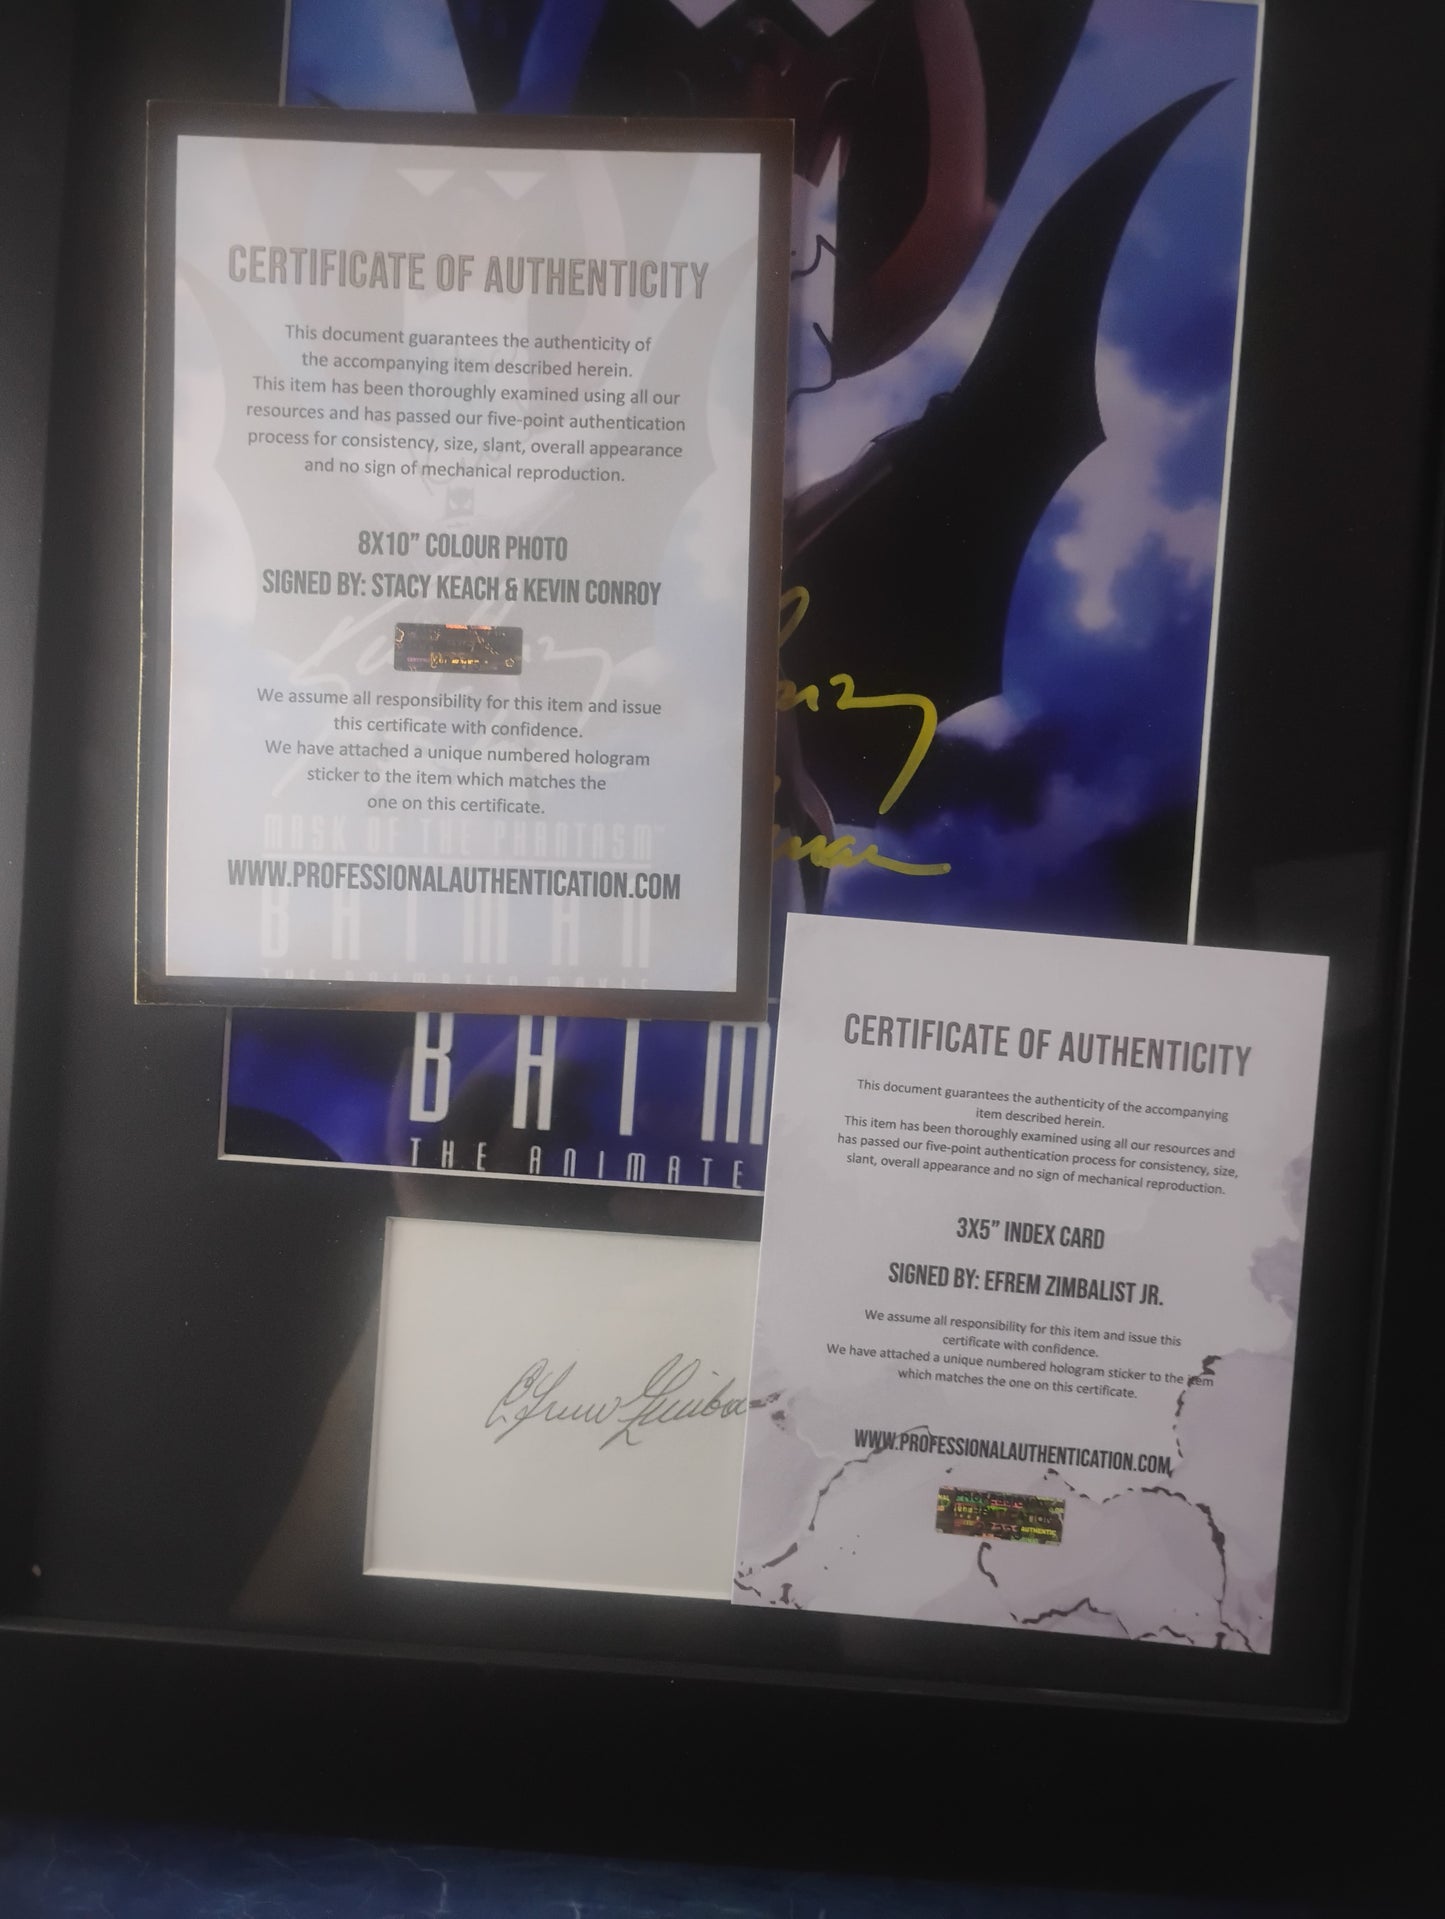 CERTIFICATE OF AUTHENTICITY
This document guarantees the authenticity of
the accompanying item described herein.
This item has been thoroughly examined using all our
resources and has passed our five-point authentication
process for consistency, size, slant, overall appearance
and no sign of mechanical reproduction.
8X10” COLOUR PHOTO
SIGNED BY: STACY KEACH & KEVIN CONROY
We assume all responsibility for this item and issue
this certificate with confidence.
We have attached a unique numbered hologram
sticker to the item which matches the
one on this certificate.
MASK OF THE PHANTASM™
WWW.PROFESSIONALAUTHENTICATION.COM
BATMAN
THE ANIMATED MOVIE
BATM
THE ANIMATE
Efrem Zimba
CERTIFICATE OF AUTHENTICITY
This document guarantees the authenticity of the accompanying
item described herein.
This item has been thoroughly examined using all our resources and
has passed our five-point authentication process for consistency, size,
slant, overall appearance and no sign of mechanical reproduction.
3X5” INDEX CARD
SIGNED BY: EFREM ZIMBALIST JR.
We assume all responsibility for this item and issue this
certificate with confidence.
We have attached a unique numbered hologram sticker to the item
which matches the one on this certificate.
WWW.PROFESSIONALAUTHENTICATION.COM
AUTHENTIC